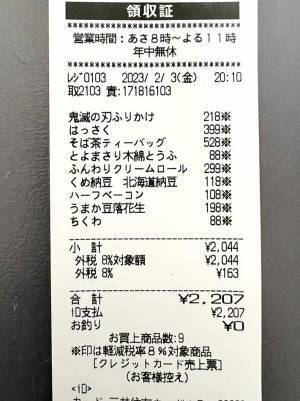 領収証
営業時間：あさ8時～よる11時
年中無休
ﾚｼﾞ0103 2023/ 2/ 3(金) 20:10
取2103 責:171816103
鬼滅の刃ふりかけ 218※
はっさく 399※
そば茶ティーバッグ 528※
とよまさり木綿とうふ 88※
ふんわりクリームロール 299※
くめ納豆 北海道納豆 118※
ハーフベーコン 108※
うまか豆落花生 198※
ちくわ 88※
小 計 ¥2,044
外税 8%対象額 ¥2,044
外税 8% ¥163
合計 ¥2,207
iD支払 ¥2,207
お釣り ¥0
お買上商品数:9
※印は軽減税率8%対象商品
[クレジットカード売上票]
(お客様控え)
<iD>